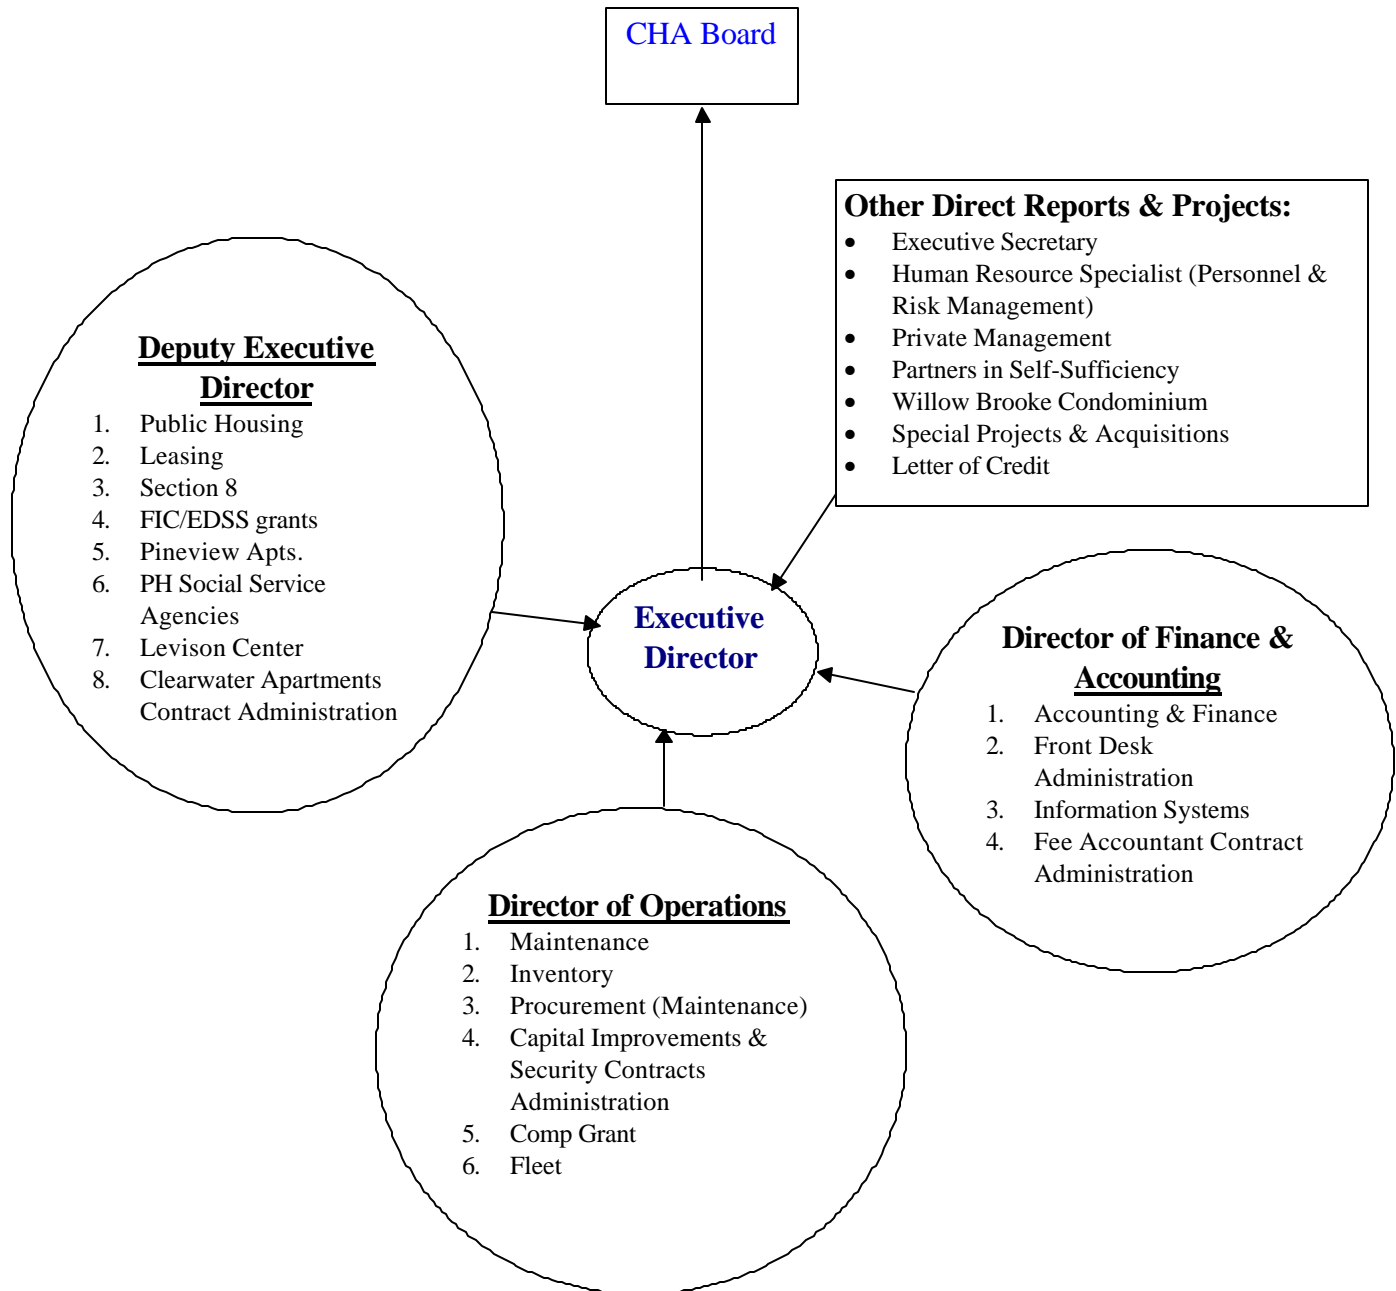 CHA Board
Other Direct Reports & Projects:
• Executive Secretary
• Human Resource Specialist (Personnel &
Risk Management)
• Private Management
• Partners in Self-Sufficiency
• Willow Brooke Condominium
• Special Projects & Acquisitions
• Letter of Credit
Deputy Executive
Director
1. Public Housing
2. Leasing
3. Section 8
4. FIC/EDSS grants
5. Pineview Apts.
6. PH Social Service
Agencies
7. Levison Center
8. Clearwater Apartments
Contract Administration
Executive
Director
Director of Finance &
Accounting
1. Accounting & Finance
2. Front Desk
Administration
3. Information Systems
4. Fee Accountant Contract
Administration
Director of Operations
1. Maintenance
2. Inventory
3. Procurement (Maintenance)
4. Capital Improvements &
Security Contracts
Administration
5. Comp Grant
6. Fleet